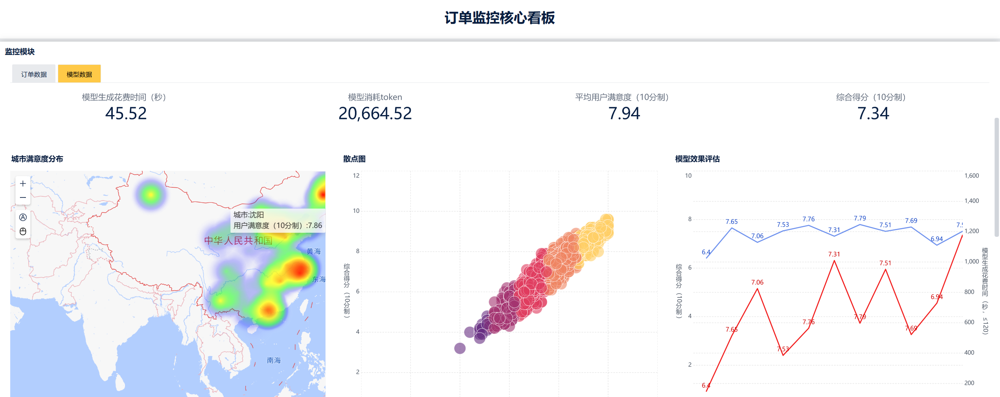 订单监控核心看板
监控模块
订单数据
模型数据
模型生成花费时间（秒）
45.52
模型消耗token
20,664.52
平均用户满意度（10分制）
7.94
综合得分（10分制）
7.34
城市满意度分布
城市:沈阳
用户满意度（10分制）:7.86
中华人民共和国
黄海
东海
南海
散点图
12
10
8
6
4
2
综合得分（10分制）
模型效果评估
10
8
6
4
2
综合得分（10分制）
6.4
7.65
7.06
7.53
7.76
7.31
7.79
7.51
7.69
6.94
6.4
7.65
7.06
7.53
7.76
7.31
7.79
7.51
7.69
6.94
1,600
1,400
1,200
1,000
800
600
400
200
模型生成花费时间（秒，≤120）